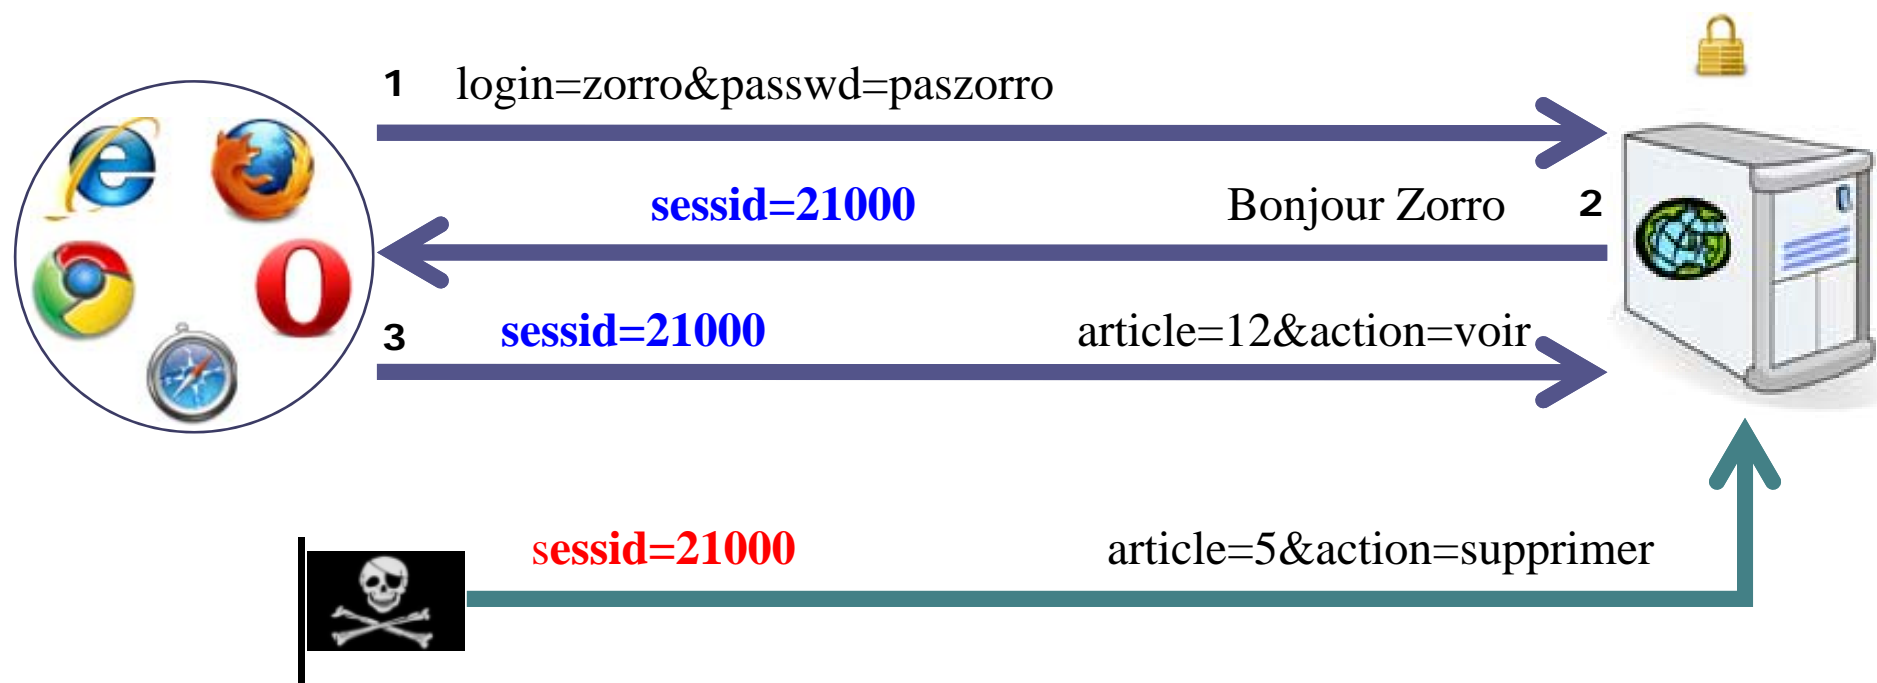 1 login=zorro&passwd=paszorro
sessid=21000 Bonjour Zorro 2
3 sessid=21000 article=12&action=voir
sessid=21000 article=5&action=supprimer